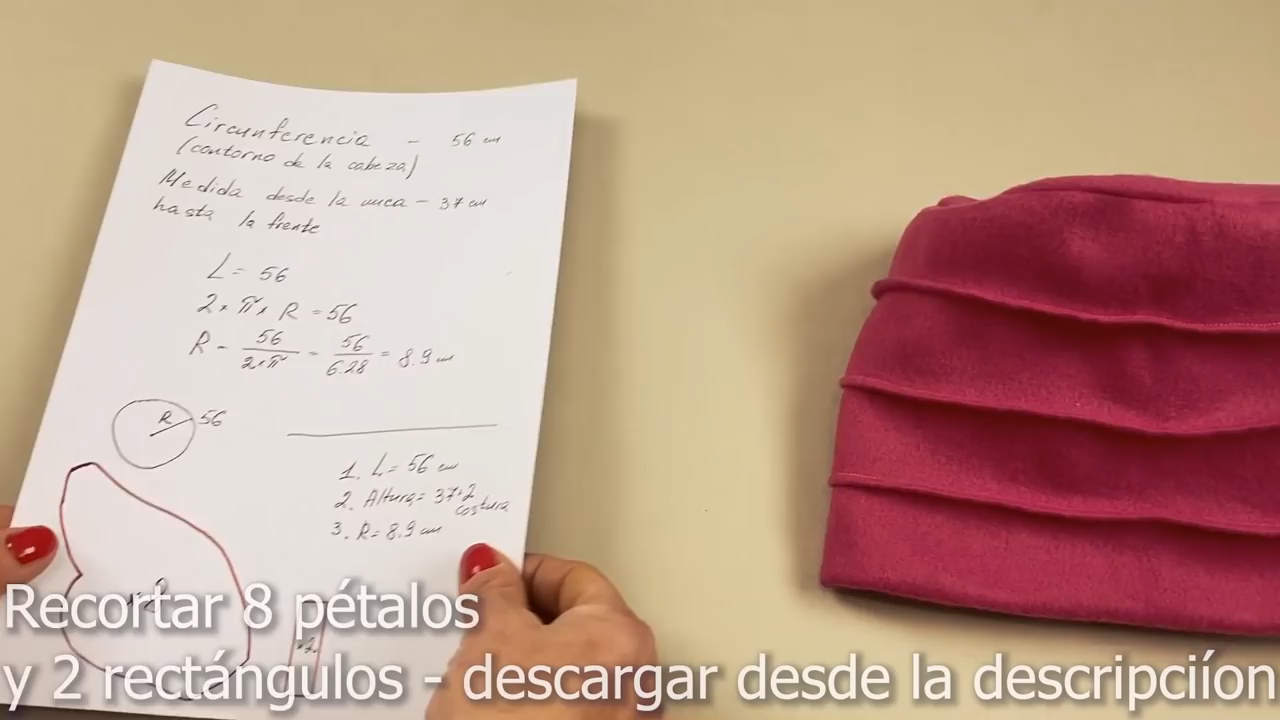 Circunferencia - 56 cm
(contorno de la cabeza)
Medida desde la nuca - 37 cm
hasta la frente
L = 56
2 × π × R = 56
R - 56/2×π = 56/6.28 = 8.9 cm
R 56
1. L = 56 cm
2. Altura = 37+2
costura
3. R = 8.9 cm
×2
Recortar 8 pétalos
y 2 rectángulos - descargar desde la descripciíon